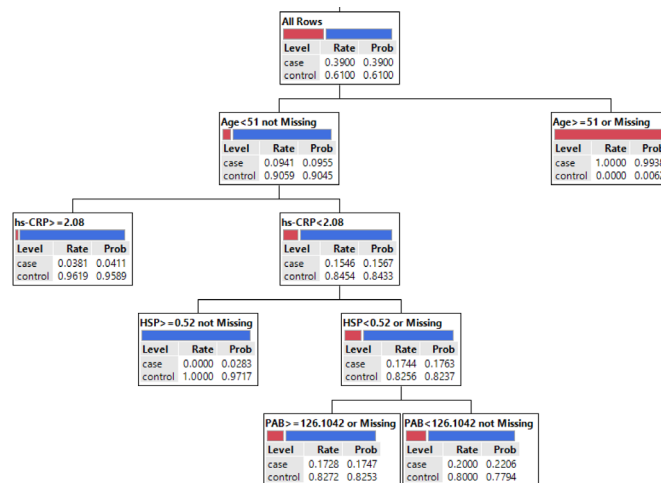 All Rows
Level Rate Prob
case 0.3900 0.3900
control 0.6100 0.6100
Age<51 not Missing
Level Rate Prob
case 0.0941 0.0955
control 0.9059 0.9045
Age>=51 or Missing
Level Rate Prob
case 1.0000 0.9938
control 0.0000 0.0062
hs-CRP>=2.08
Level Rate Prob
case 0.0381 0.0411
control 0.9619 0.9589
hs-CRP<2.08
Level Rate Prob
case 0.1546 0.1567
control 0.8454 0.8433
HSP>=0.52 not Missing
Level Rate Prob
case 0.0000 0.0283
control 1.0000 0.9717
HSP<0.52 or Missing
Level Rate Prob
case 0.1744 0.1763
control 0.8256 0.8237
PAB>=126.1042 or Missing
Level Rate Prob
case 0.1728 0.1747
control 0.8272 0.8253
PAB<126.1042 not Missing
Level Rate Prob
case 0.2000 0.2206
control 0.8000 0.7794